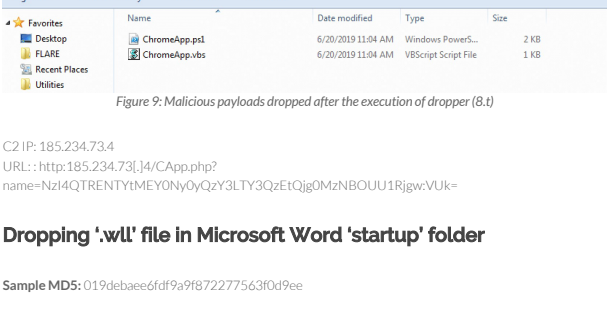 Favorites
Desktop
FLARE
Recent Places
Utilities
Name Date modified Type Size
ChromeApp.ps1 6/20/2019 11:04 AM Windows PowerS... 2 KB
ChromeApp.vbs 6/20/2019 11:04 AM VBScript Script File 1 KB
Figure 9: Malicious payloads dropped after the execution of dropper (8.t)
C2 IP: 185.234.73.4
URL: : http:185.234.73[.]4/CApp.php?
name=NzI4QTRENTYtMEY0Ny0yQzY3LTY3QzEtQjg0MzNBOUU1Rjgw:VUk=
Dropping ‘.wll’ file in Microsoft Word ‘startup’ folder
Sample MD5: 019debaee6fdf9a9f872277563f0d9ee